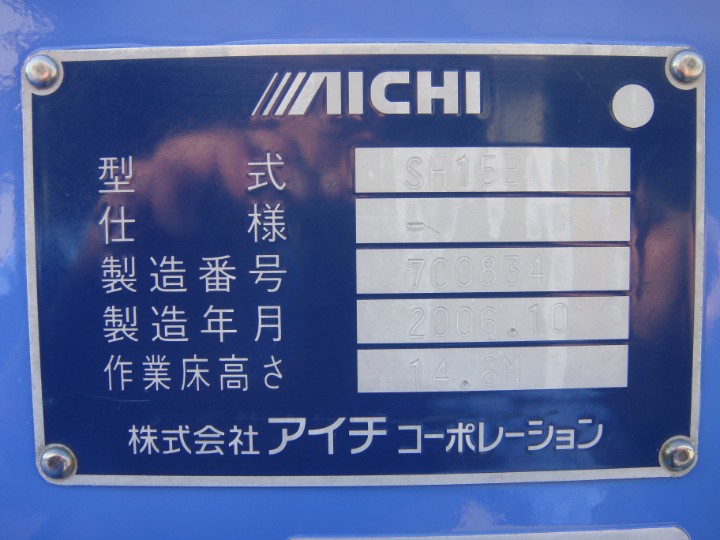 AICHI
型 式 SH15B
仕 様
製造番号 700834
製造年月 2006.10
作業床高さ 14.6M
株式会社 アイチ コーポレーション